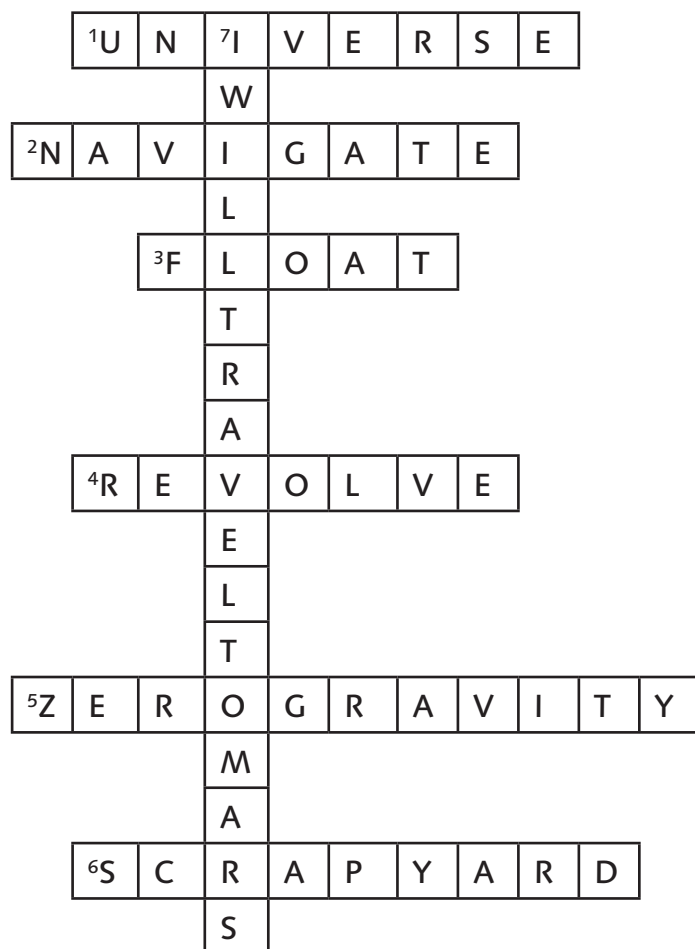 1U N 7I V E R S E
W
2N A V I G A T E
L
3F L O A T
T
R
A
4R E V O L V E
E
L
T
5Z E R O G R A V I T Y
M
A
6S C R A P Y A R D
S